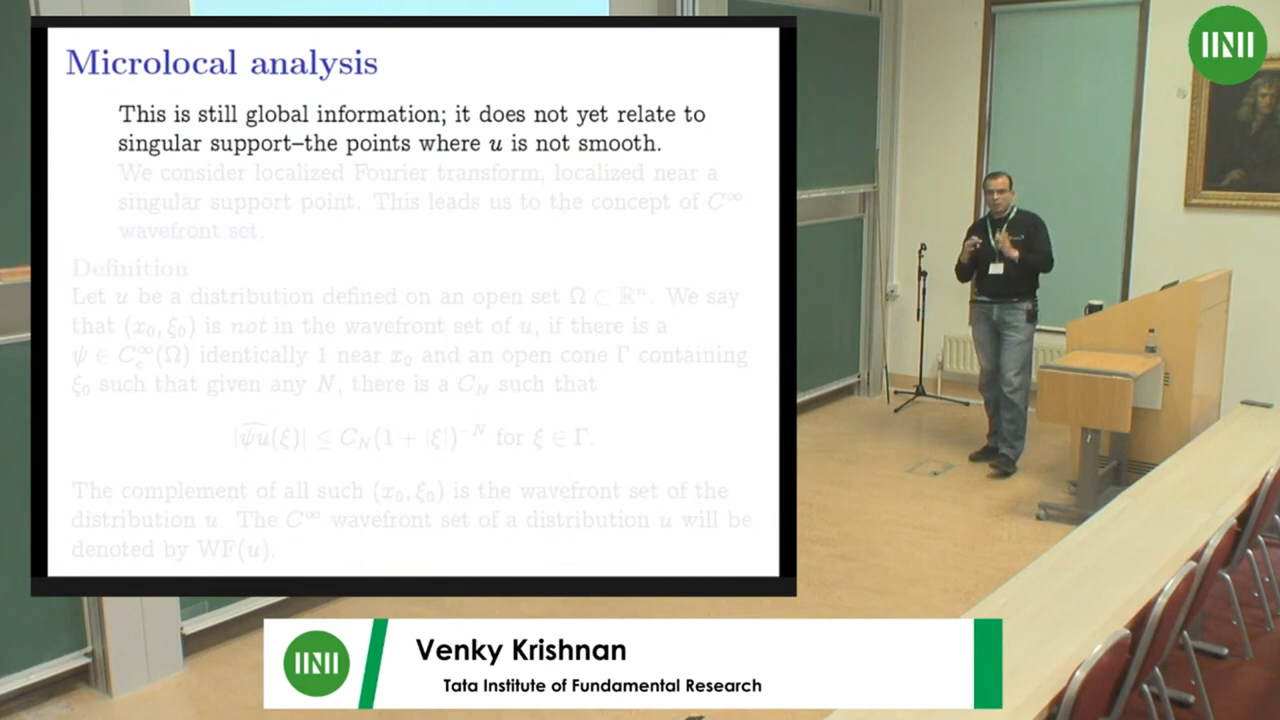 Microlocal analysis
This is still global information; it does not yet relate to
singular support–the points where u is not smooth.
We consider localized Fourier transform, localized near a
singular support point. This leads us to the concept of C^∞
wavefront set.
Definition
Let u be a distribution defined on an open set Ω ⊂ ℝⁿ. We say
that (x₀, ξ₀) is not in the wavefront set of u, if there is a
ψ ∈ C_c^∞(Ω) identically 1 near x₀ and an open cone Γ containing
ξ₀ such that given any N, there is a C_N such that
|ψu(ξ)| ≤ C_N(1 + |ξ|)^−N for ξ ∈ Γ.
The complement of all such (x₀, ξ₀) is the wavefront set of the
distribution u. The C^∞ wavefront set of a distribution u will be
denoted by WF(u).
Venky Krishnan
Tata Institute of Fundamental Research